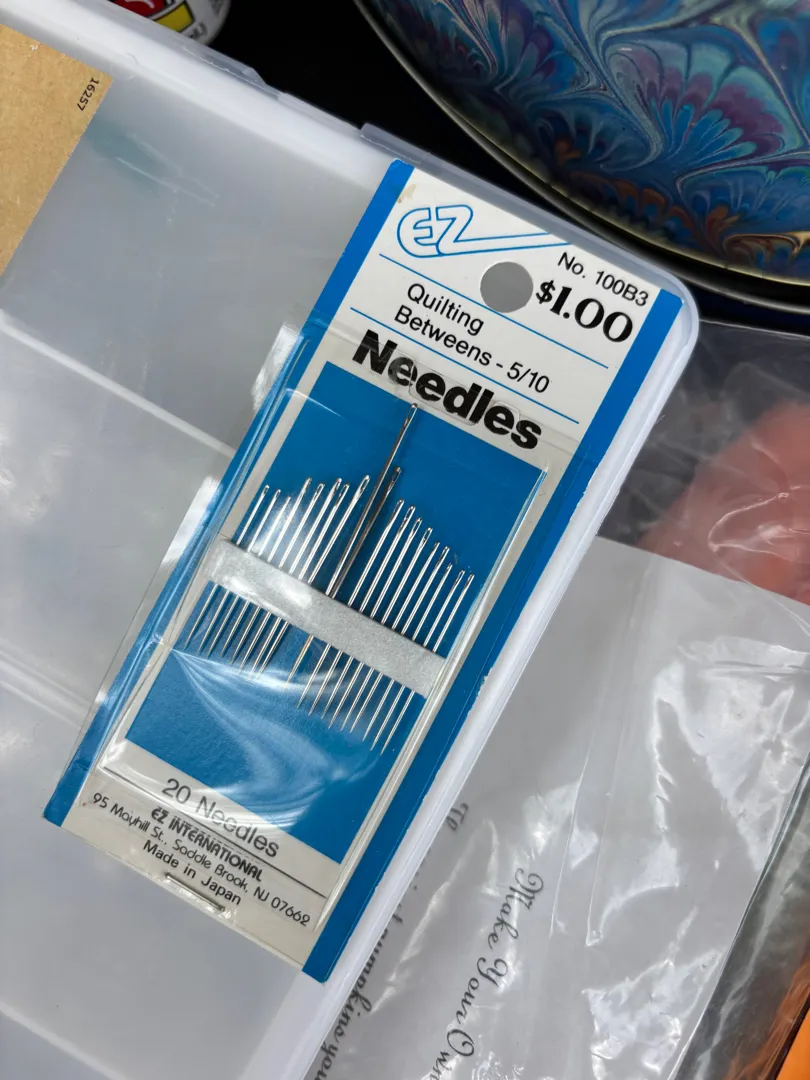 16257
EZ
No. 100B3
$1.00
Quilting
Betweens - 5/10
Needles
20 Needles
EZ INTERNATIONAL
95 Mayhill St., Saddle Brook, NJ 07662
Made in Japan
Make Your Own